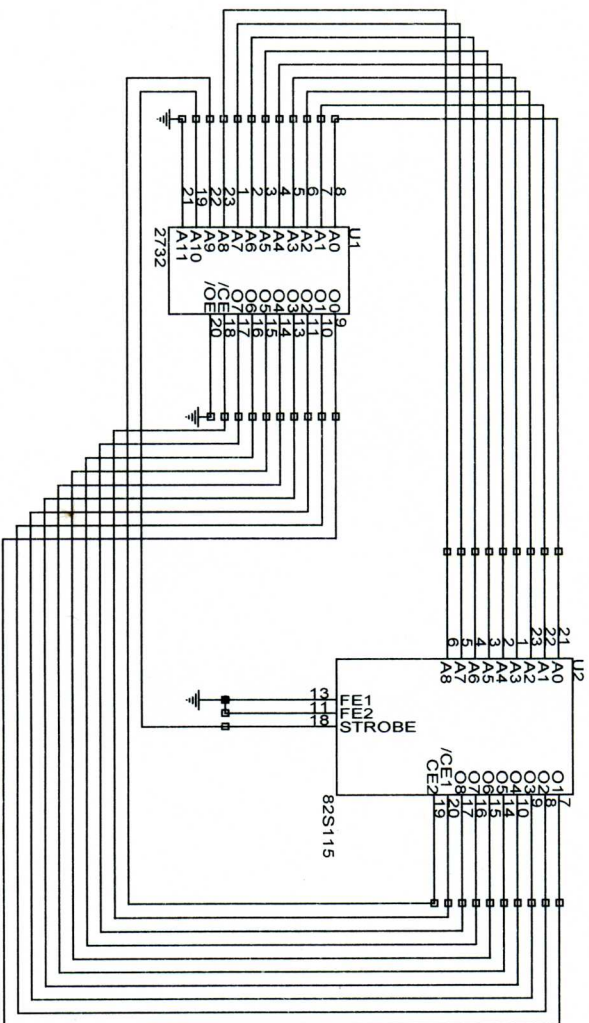 21
19
22
23
1
2
3
4
5
6
7
8
U1
A11
A10
A9
A8
A7
A6
A5
A4
A3
A2
A1
A0
2732
/OE
/CE
O7
O6
O5
O4
O3
O2
O1
O0
20
18
17
16
15
14
13
11
10
9
6
5
4
3
2
1
23
22
21
U2
A8
A7
A6
A5
A4
A3
A2
A1
A0
13 FE1
11 FE2
18 STROBE
CE2
/CE1
O8
O7
O6
O5
O4
O3
O2
O1
19
20
17
16
15
14
10
9
8
7
82S115